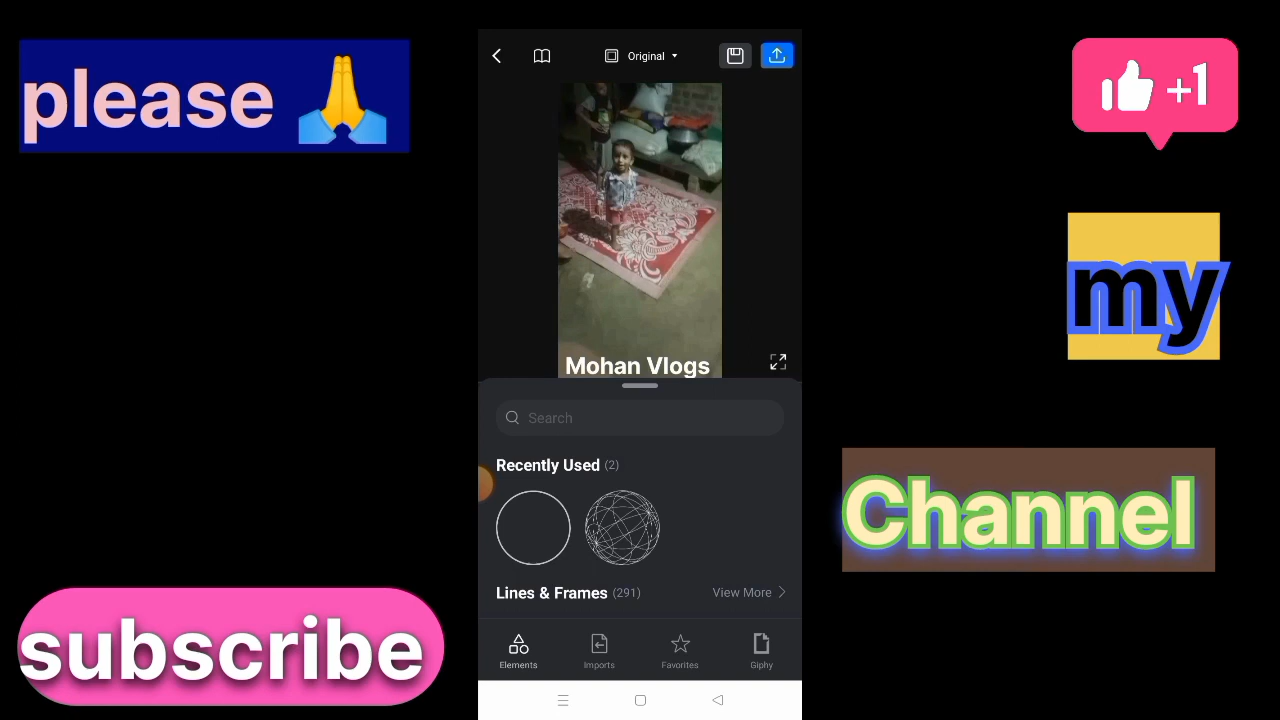 please 🙏
Original
+1
my
Mohan Vlogs
Search
Recently Used (2)
Channel
Lines & Frames (291)
View More
subscribe
Elements
Imports
Favorites
Giphy